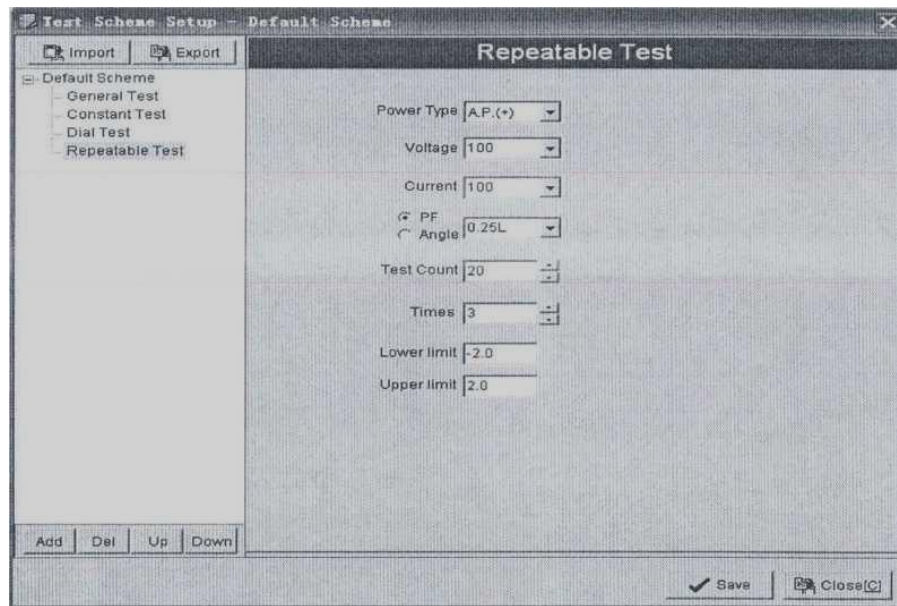 Test Scheme Setup - Default Scheme
Import Export
Repeatable Test
Default Scheme
General Test
Constant Test
Dial Test
Repeatable Test
Power Type A.P.(+)
Voltage 100
Current 100
PF
Angle
0.25L
Test Count 20
Times 3
Lower limit -2.0
Upper limit 2.0
Add Del Up Down
Save Close[C]